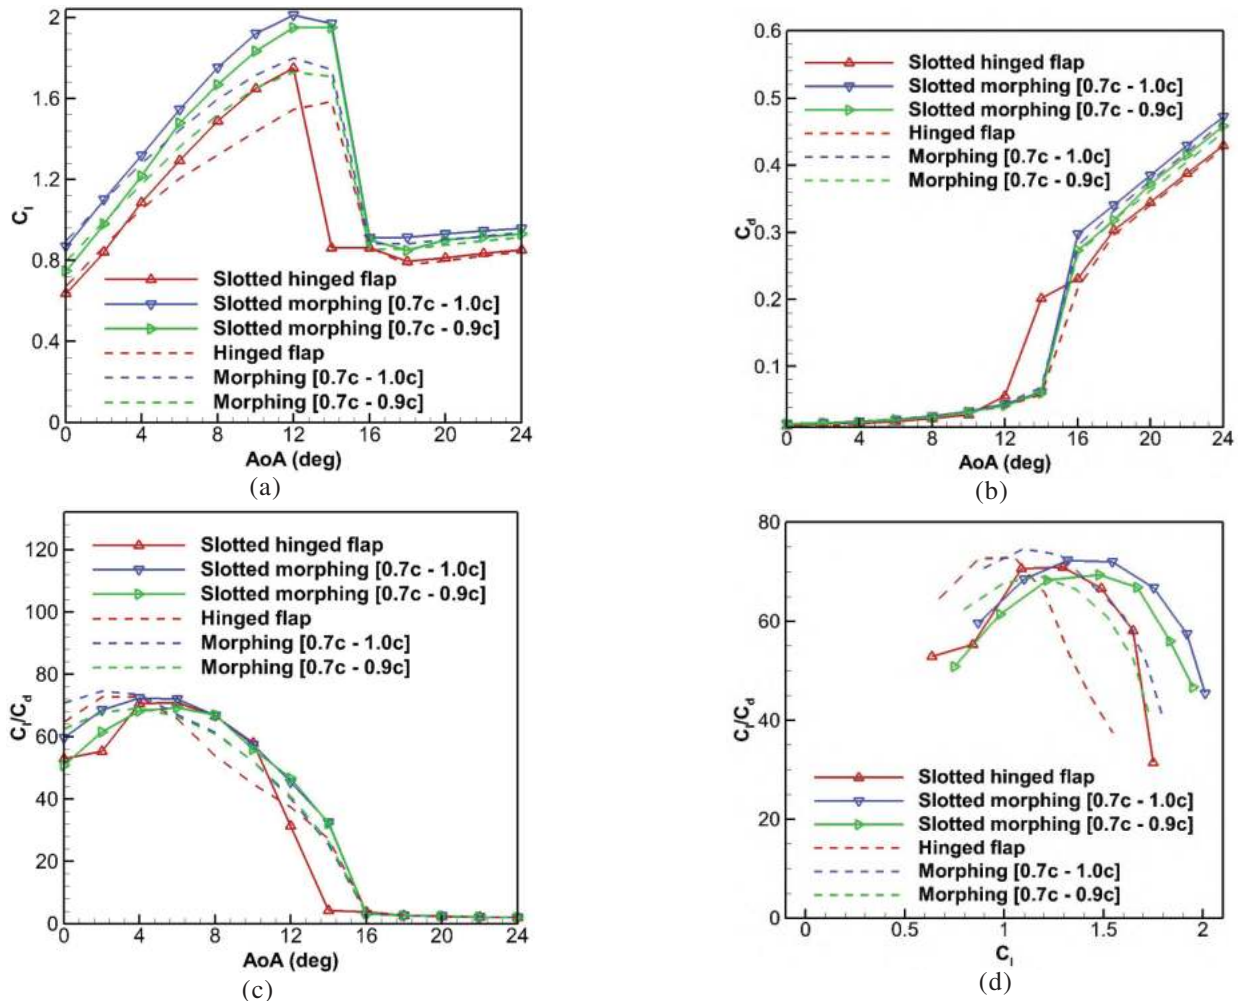 2
1.6
1.2
0.8
0.4
0
C_l
Slotted hinged flap
Slotted morphing [0.7c - 1.0c]
Slotted morphing [0.7c - 0.9c]
Hinged flap
Morphing [0.7c - 1.0c]
Morphing [0.7c - 0.9c]
0 4 8 12 16 20 24
AoA (deg)
(a)
0.6
0.5
0.4
0.3
0.2
0.1
C_d
Slotted hinged flap
Slotted morphing [0.7c - 1.0c]
Slotted morphing [0.7c - 0.9c]
Hinged flap
Morphing [0.7c - 1.0c]
Morphing [0.7c - 0.9c]
0 4 8 12 16 20 24
AoA (deg)
(b)
120
100
80
60
40
20
0
C_l/C_d
Slotted hinged flap
Slotted morphing [0.7c - 1.0c]
Slotted morphing [0.7c - 0.9c]
Hinged flap
Morphing [0.7c - 1.0c]
Morphing [0.7c - 0.9c]
0 4 8 12 16 20 24
AoA (deg)
(c)
80
60
40
20
0
C_l/C_d
Slotted hinged flap
Slotted morphing [0.7c - 1.0c]
Slotted morphing [0.7c - 0.9c]
Hinged flap
Morphing [0.7c - 1.0c]
Morphing [0.7c - 0.9c]
0 0.5 1 1.5 2
C_l
(d)